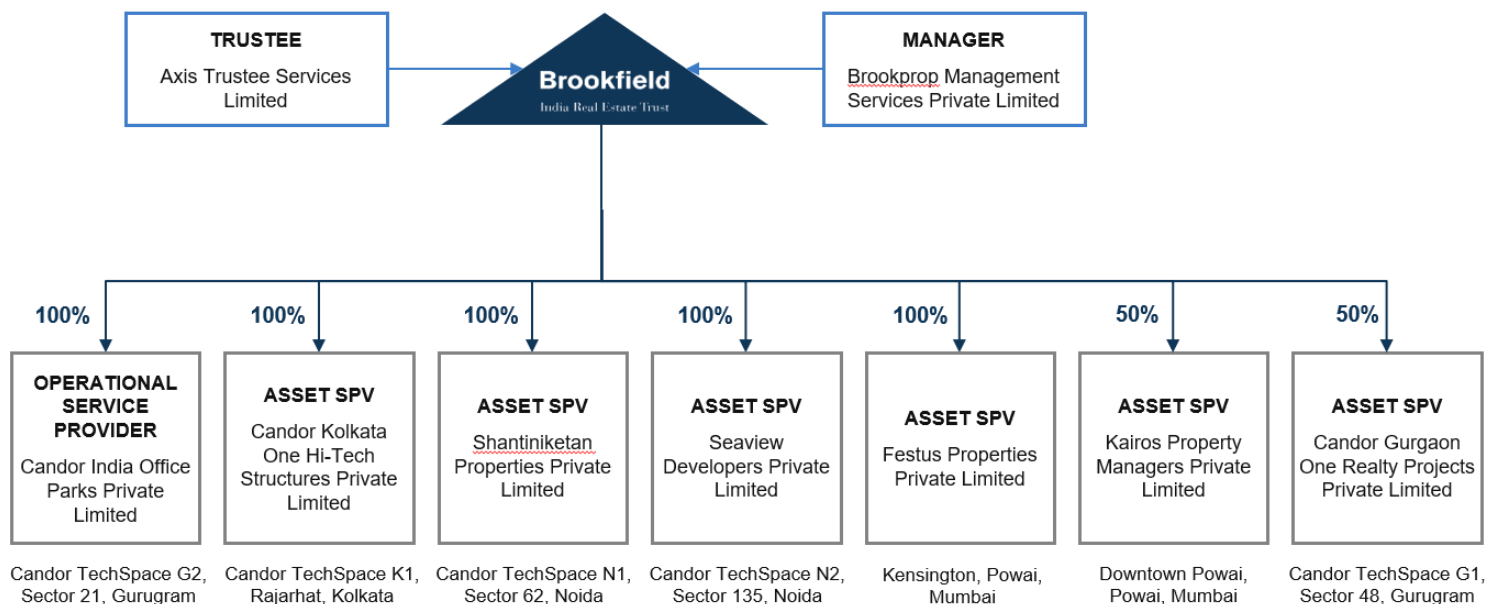 TRUSTEE
Axis Trustee Services
Limited
Brookfield
India Real Estate Trust
MANAGER
Brookprop Management
Services Private Limited
100%
100%
100%
100%
100%
50%
50%
OPERATIONAL
SERVICE
PROVIDER
Candor India Office
Parks Private
Limited
ASSET SPV
Candor Kolkata
One Hi-Tech
Structures Private
Limited
ASSET SPV
Shantiniketan
Properties Private
Limited
ASSET SPV
Seaview
Developers Private
Limited
ASSET SPV
Festus Properties
Private Limited
ASSET SPV
Kairos Property
Managers Private
Limited
ASSET SPV
Candor Gurgaon
One Realty Projects
Private Limited
Candor TechSpace G2,
Sector 21, Gurugram
Candor TechSpace K1,
Rajarhat, Kolkata
Candor TechSpace N1,
Sector 62, Noida
Candor TechSpace N2,
Sector 135, Noida
Kensington, Powai,
Mumbai
Downtown Powai,
Powai, Mumbai
Candor TechSpace G1,
Sector 48, Gurugram